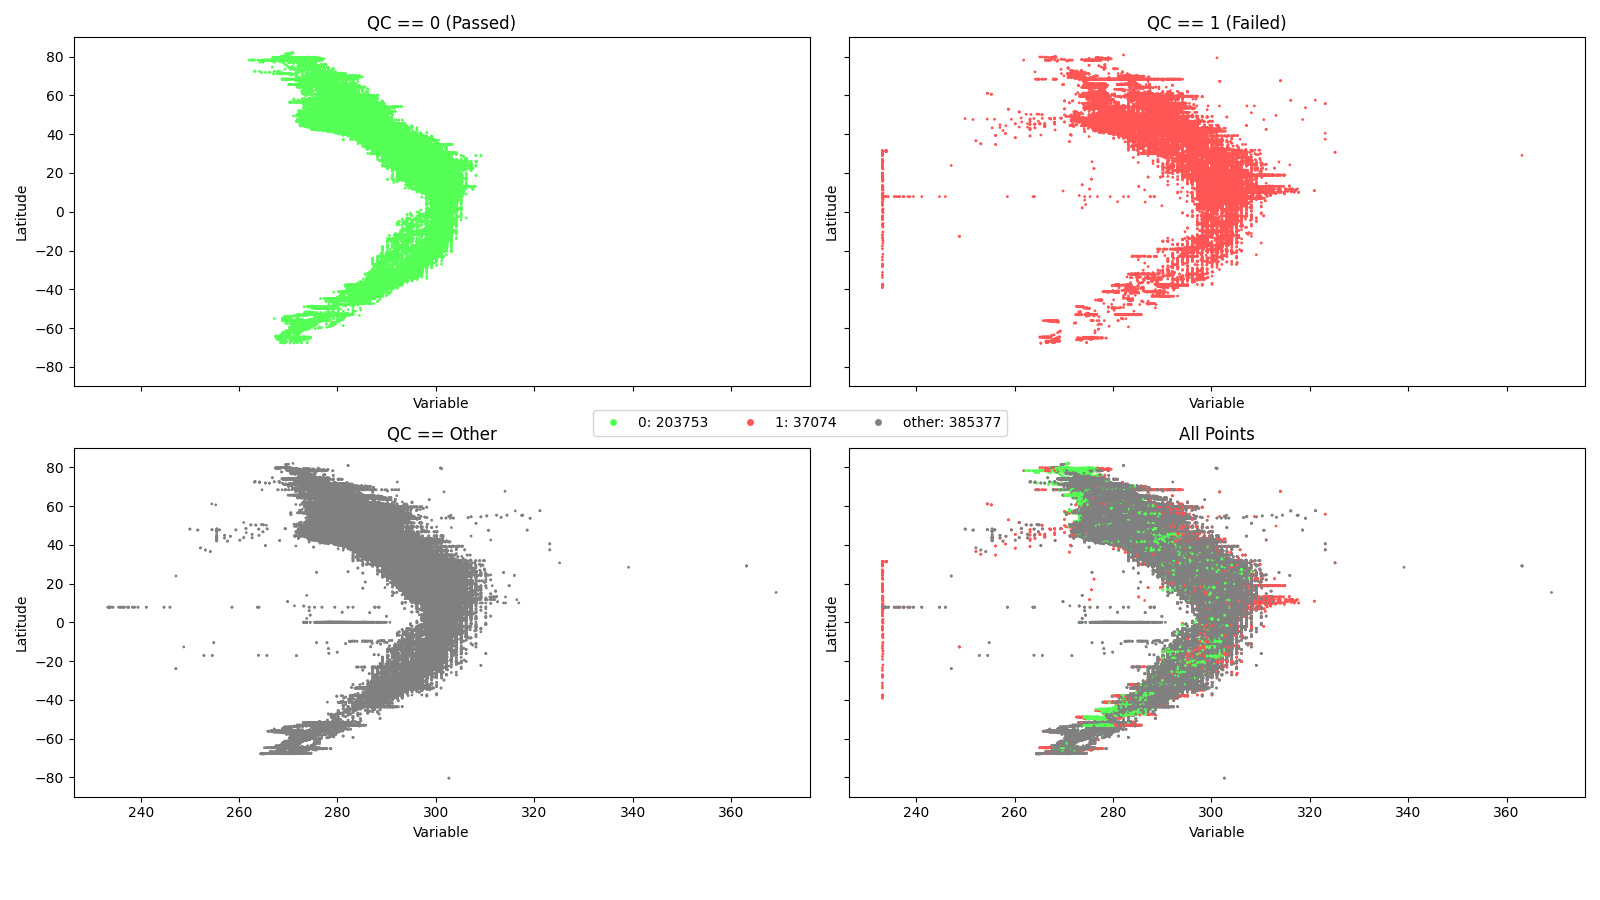 QC == 0 (Passed)
QC == 1 (Failed)
80
60
40
20
0
−20
−40
−60
−80
Latitude
Latitude
Variable
Variable
0: 203753
1: 37074
other: 385377
QC == Other
All Points
80
60
40
20
0
−20
−40
−60
−80
Latitude
Latitude
240
260
280
300
320
340
360
240
260
280
300
320
340
360
Variable
Variable